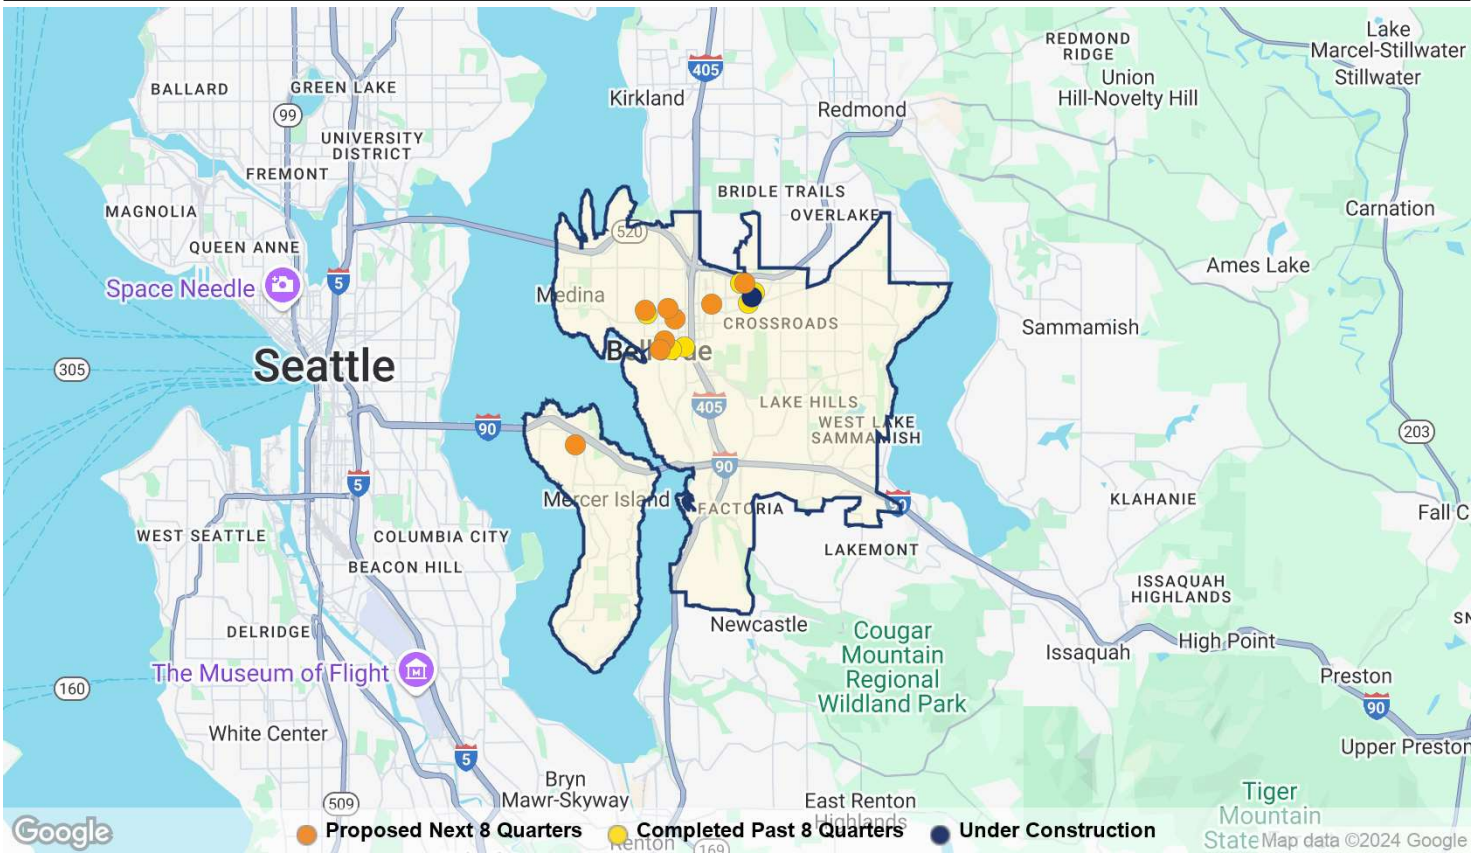 REDMOND
RIDGE
Lake
Marcel-Stillwater
Stillwater
405
BALLARD
GREEN LAKE
Kirkland
Union
Hill-Novelty Hill
99
Redmond
UNIVERSITY
DISTRICT
FREMONT
BRIDLE TRAILS
MAGNOLIA
OVERLAKE
Carnation
520
QUEEN ANNE
5
Ames Lake
Space Needle
Medina
CROSSROADS
Sammamish
Seattle
Bellevue
305
LAKE HILLS
405
WEST LAKE
SAMMAMISH
90
203
90
5
Mercer Island
FACTORIA
90
KLAHANIE
Fall C
WEST SEATTLE
COLUMBIA CITY
LAKEMONT
BEACON HILL
ISSAQUAH
HIGHLANDS
DELRIDGE
Newcastle
SN
Cougar
Mountain
Regional
Wildland Park
High Point
Issaquah
The Museum of Flight
Preston
160
90
White Center
5
Upper Preston
Bryn
Mawr-Skyway
509
East Renton
Highlands
Tiger
Mountain
State
Google
Proposed Next 8 Quarters
Completed Past 8 Quarters
Under Construction
Renton
169
Map data ©2024 Google